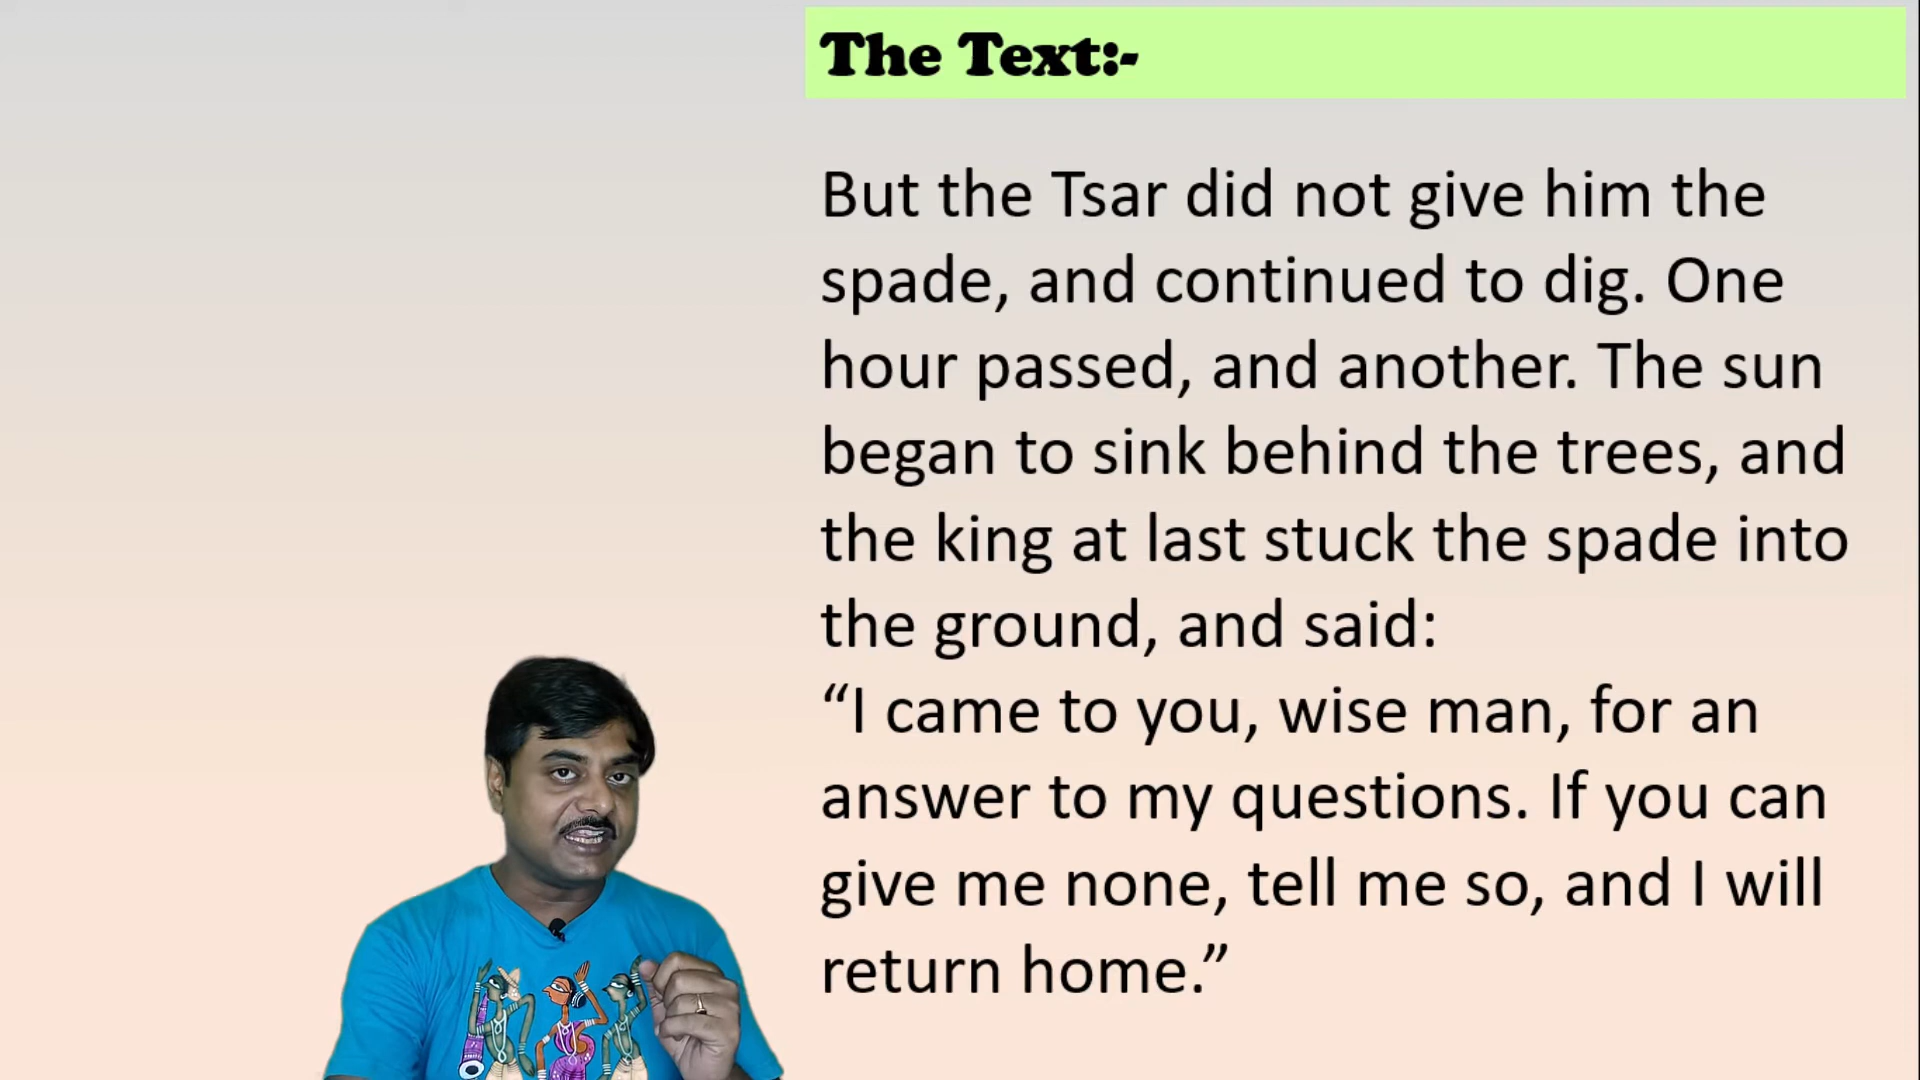 The Text:-
But the Tsar did not give him the
spade, and continued to dig. One
hour passed, and another. The sun
began to sink behind the trees, and
the king at last stuck the spade into
the ground, and said:
“I came to you, wise man, for an
answer to my questions. If you can
give me none, tell me so, and I will
return home.”